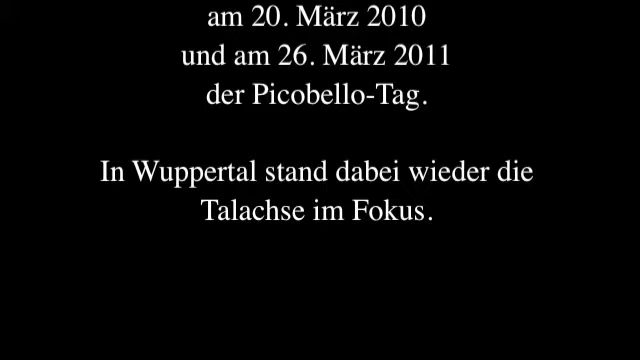 am 20. März 2010
und am 26. März 2011
der Picobello-Tag.
In Wuppertal stand dabei wieder die
Talachse im Fokus.